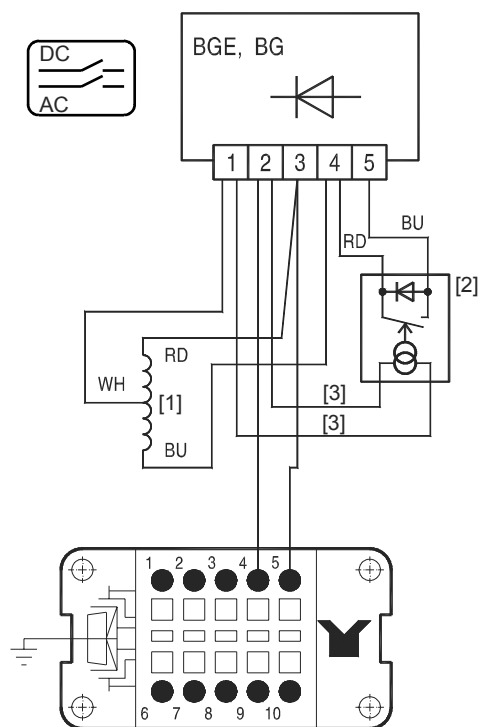 DC
AC
BGE, BG
1 2 3 4 5
BU
RD
[2]
RD
WH
[1]
[3]
[3]
BU
1 2 3 4 5
6 7 8 9 10